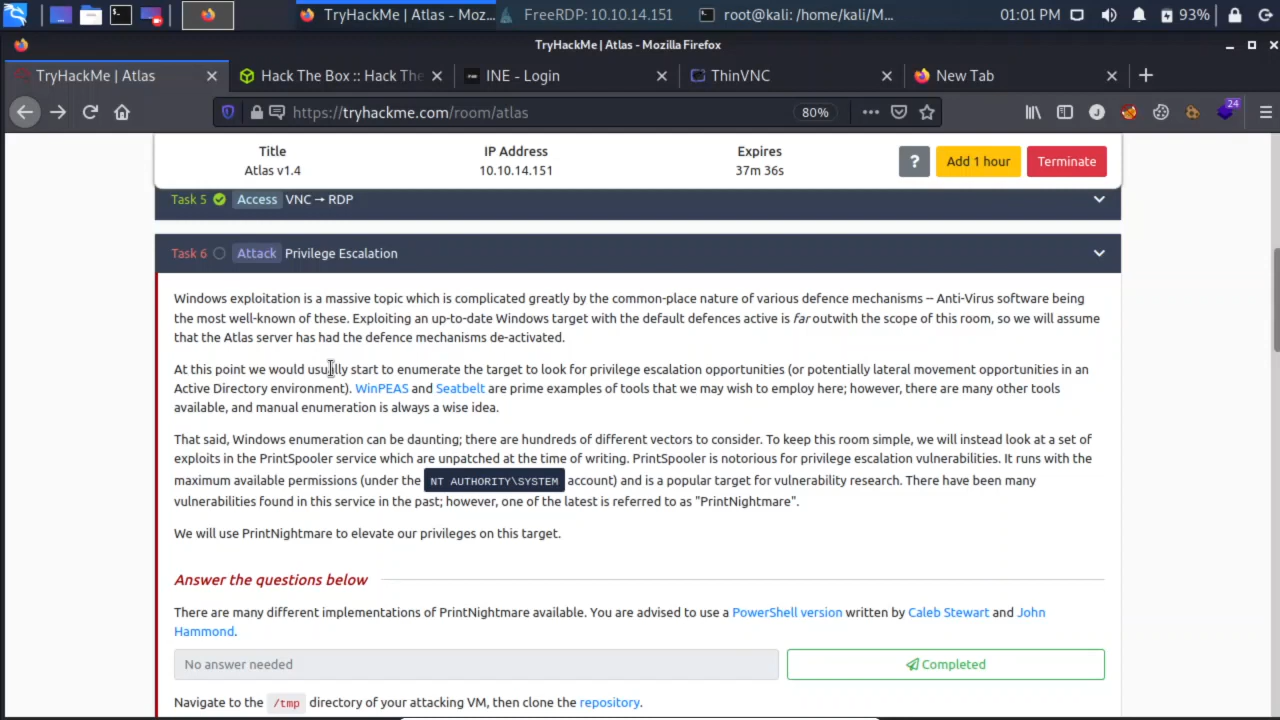 TryHackMe | Atlas - Moz... FreeRDP: 10.10.14.151 root@kali: /home/kali/M... 01:01 PM 93%
TryHackMe | Atlas - Mozilla Firefox
TryHackMe | Atlas Hack The Box :: Hack The INE - Login ThinVNC New Tab
https://tryhackme.com/room/atlas 80% J 24
Title IP Address Expires
Atlas v1.4 10.10.14.151 37m 36s ? Add 1 hour Terminate
Task 5 Access VNC → RDP
Task 6 Attack Privilege Escalation
Windows exploitation is a massive topic which is complicated greatly by the common-place nature of various defence mechanisms -- Anti-Virus software being
the most well-known of these. Exploiting an up-to-date Windows target with the default defences active is far outwith the scope of this room, so we will assume
that the Atlas server has had the defence mechanisms de-activated.
At this point we would usually start to enumerate the target to look for privilege escalation opportunities (or potentially lateral movement opportunities in an
Active Directory environment). WinPEAS and Seatbelt are prime examples of tools that we may wish to employ here; however, there are many other tools
available, and manual enumeration is always a wise idea.
That said, Windows enumeration can be daunting; there are hundreds of different vectors to consider. To keep this room simple, we will instead look at a set of
exploits in the PrintSpooler service which are unpatched at the time of writing. PrintSpooler is notorious for privilege escalation vulnerabilities. It runs with the
maximum available permissions (under the NT AUTHORITY\SYSTEM account) and is a popular target for vulnerability research. There have been many
vulnerabilities found in this service in the past; however, one of the latest is referred to as "PrintNightmare".
We will use PrintNightmare to elevate our privileges on this target.
Answer the questions below
There are many different implementations of PrintNightmare available. You are advised to use a PowerShell version written by Caleb Stewart and John
Hammond.
No answer needed Completed
Navigate to the /tmp directory of your attacking VM, then clone the repository.